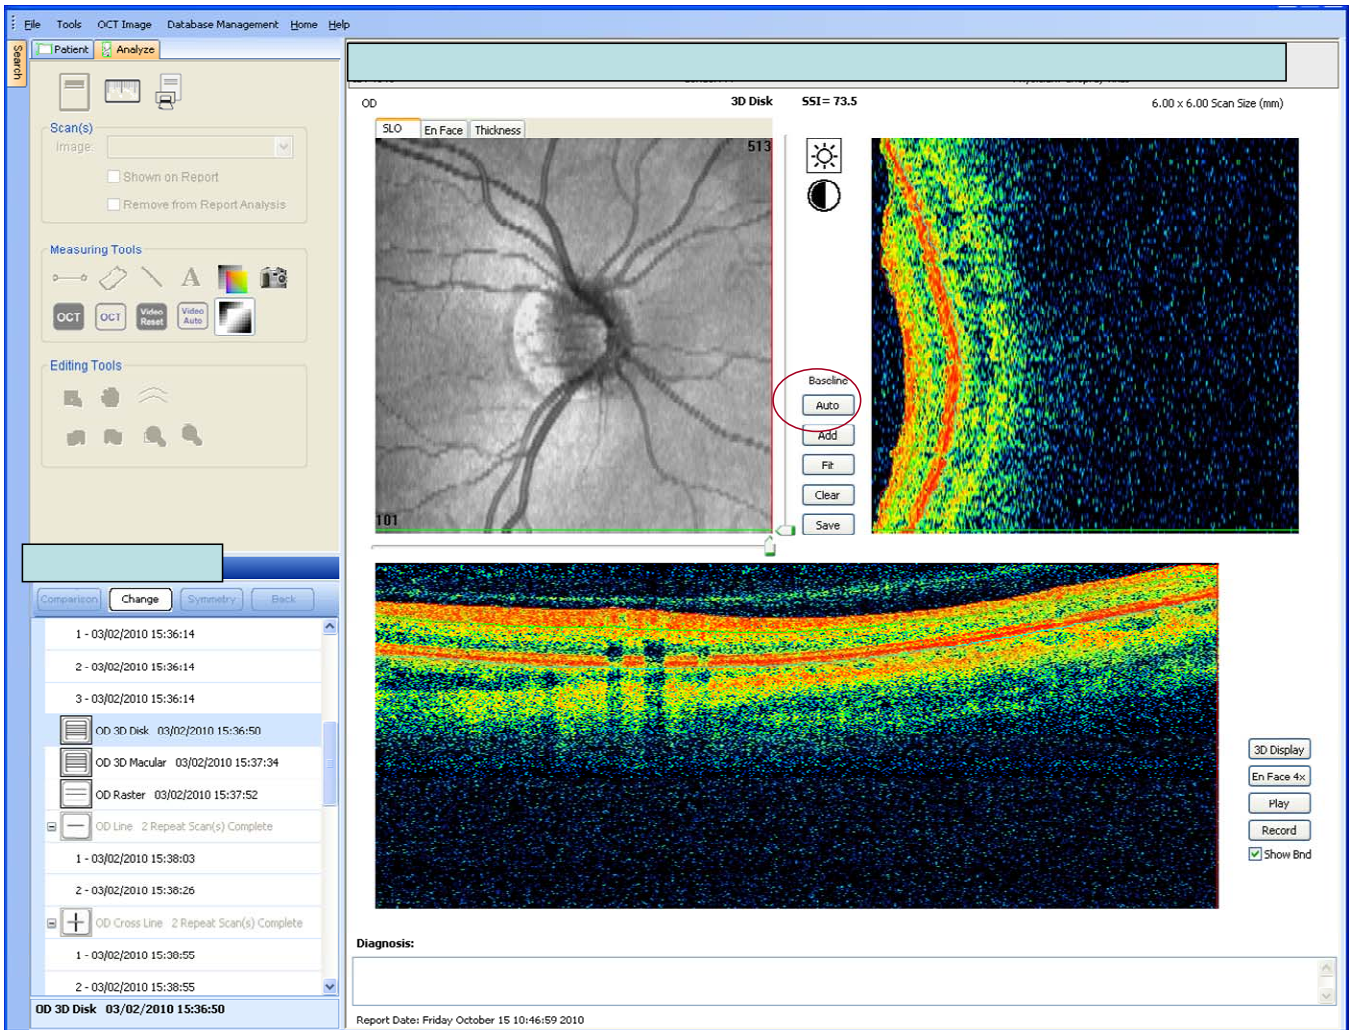 File Tools OCT Image Database Management Home Help
Search
Patient Analyze
Scan(s)
Image:
Shown on Report
Remove from Report Analysis
Measuring Tools
A
OCT OCT Video Reset Video Auto
Editing Tools
Comparison Change Symmetry Back
1 - 03/02/2010 15:36:14
2 - 03/02/2010 15:36:14
3 - 03/02/2010 15:36:14
OD 3D Disk 03/02/2010 15:36:50
OD 3D Macular 03/02/2010 15:37:34
OD Raster 03/02/2010 15:37:52
OD Line 2 Repeat Scan(s) Complete
1 - 03/02/2010 15:38:03
2 - 03/02/2010 15:38:26
OD Cross Line 2 Repeat Scan(s) Complete
1 - 03/02/2010 15:38:55
2 - 03/02/2010 15:38:55
OD 3D Disk 03/02/2010 15:36:50
OD 3D Disk SSI= 73.5 6.00 x 6.00 Scan Size (mm)
SLO En Face Thickness
513
101
Baseline
Auto
Add
Fit
Clear
Save
3D Display
En Face 4x
Play
Record
Show Bnd
Diagnosis:
Report Date: Friday October 15 10:46:59 2010